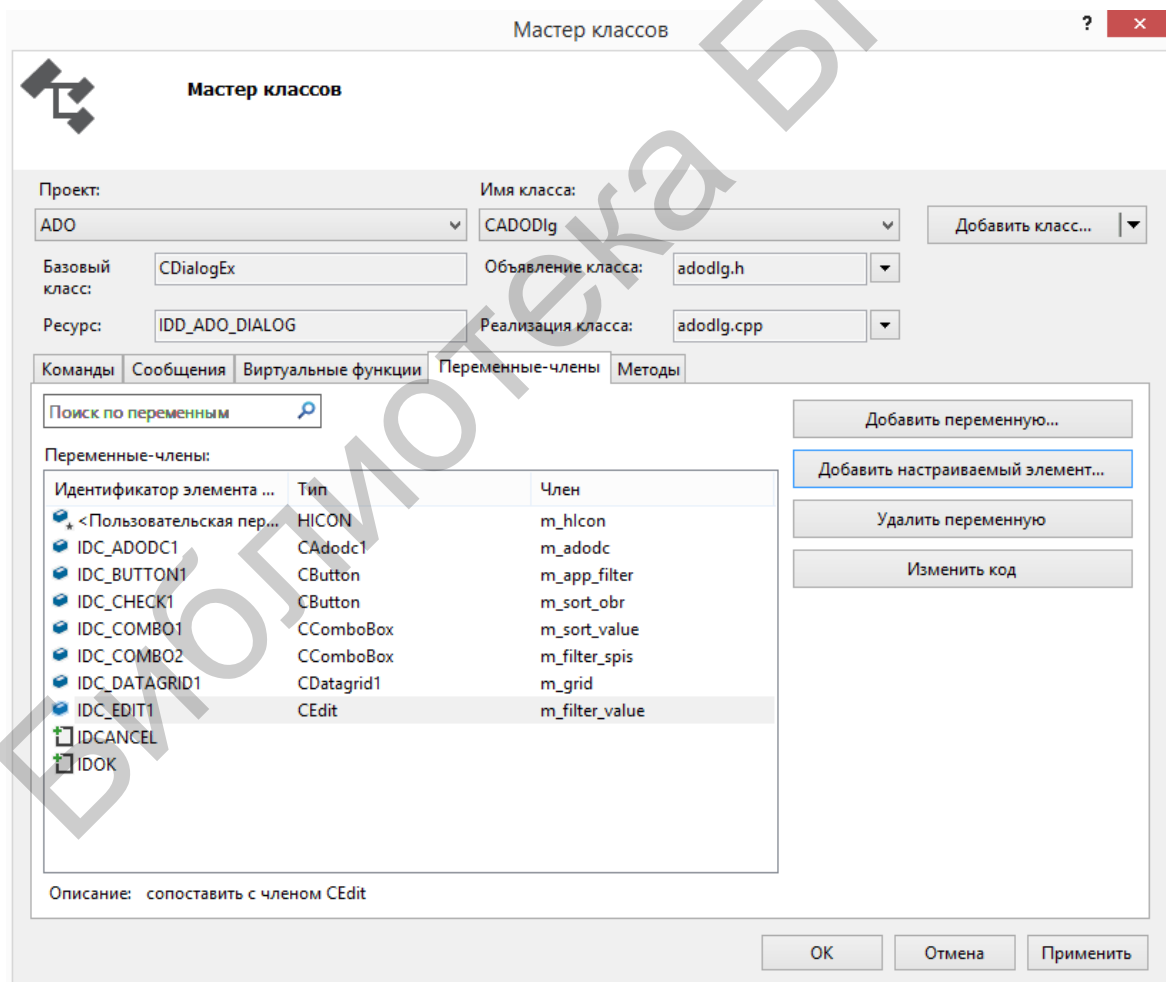 Мастер классов
?
Мастер классов
Проект:
Имя класса:
ADO
CADODlg
Добавить класс...
Базовый класс:
CDialogEx
Объявление класса:
adodlg.h
Ресурс:
IDD_ADO_DIALOG
Реализация класса:
adodlg.cpp
Команды Сообщения Виртуальные функции Переменные-члены Методы
Поиск по переменным
Добавить переменную...
Переменные-члены:
Добавить настраиваемый элемент...
Идентификатор элемента ... Тип Член
Удалить переменную
<Пользовательская пер... HICON m_hIcon
IDC_ADODC1 CAdodc1 m_adodc
Изменить код
IDC_BUTTON1 CButton m_app_filter
IDC_CHECK1 CButton m_sort_obr
IDC_COMBO1 CComboBox m_sort_value
IDC_COMBO2 CComboBox m_filter_spis
IDC_DATAGRID1 CDatagrid1 m_grid
IDC_EDIT1 CEdit m_filter_value
IDCANCEL
IDOK
Описание: сопоставить с членом CEdit
ОК Отмена Применить
Библиотека